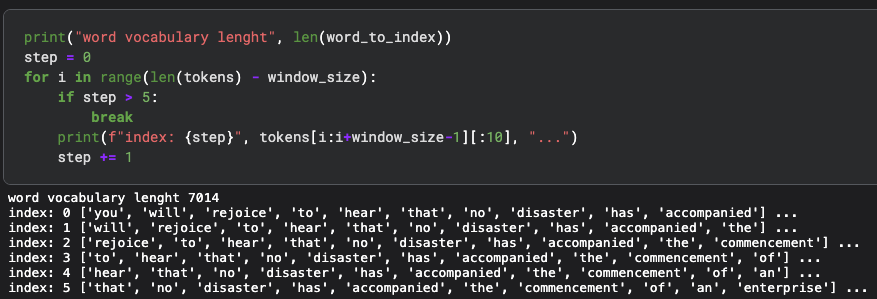 print("word vocabulary lenght", len(word_to_index))
step = 0
for i in range(len(tokens) - window_size):
    if step > 5:
        break
    print(f"index: {step}", tokens[i:i+window_size-1][:10], "...")
    step += 1
word vocabulary lenght 7014
index: 0 ['you', 'will', 'rejoice', 'to', 'hear', 'that', 'no', 'disaster', 'has', 'accompanied'] ...
index: 1 ['will', 'rejoice', 'to', 'hear', 'that', 'no', 'disaster', 'has', 'accompanied', 'the'] ...
index: 2 ['rejoice', 'to', 'hear', 'that', 'no', 'disaster', 'has', 'accompanied', 'the', 'commencement'] ...
index: 3 ['to', 'hear', 'that', 'no', 'disaster', 'has', 'accompanied', 'the', 'commencement', 'of'] ...
index: 4 ['hear', 'that', 'no', 'disaster', 'has', 'accompanied', 'the', 'commencement', 'of', 'an'] ...
index: 5 ['that', 'no', 'disaster', 'has', 'accompanied', 'the', 'commencement', 'of', 'an', 'enterprise'] ...